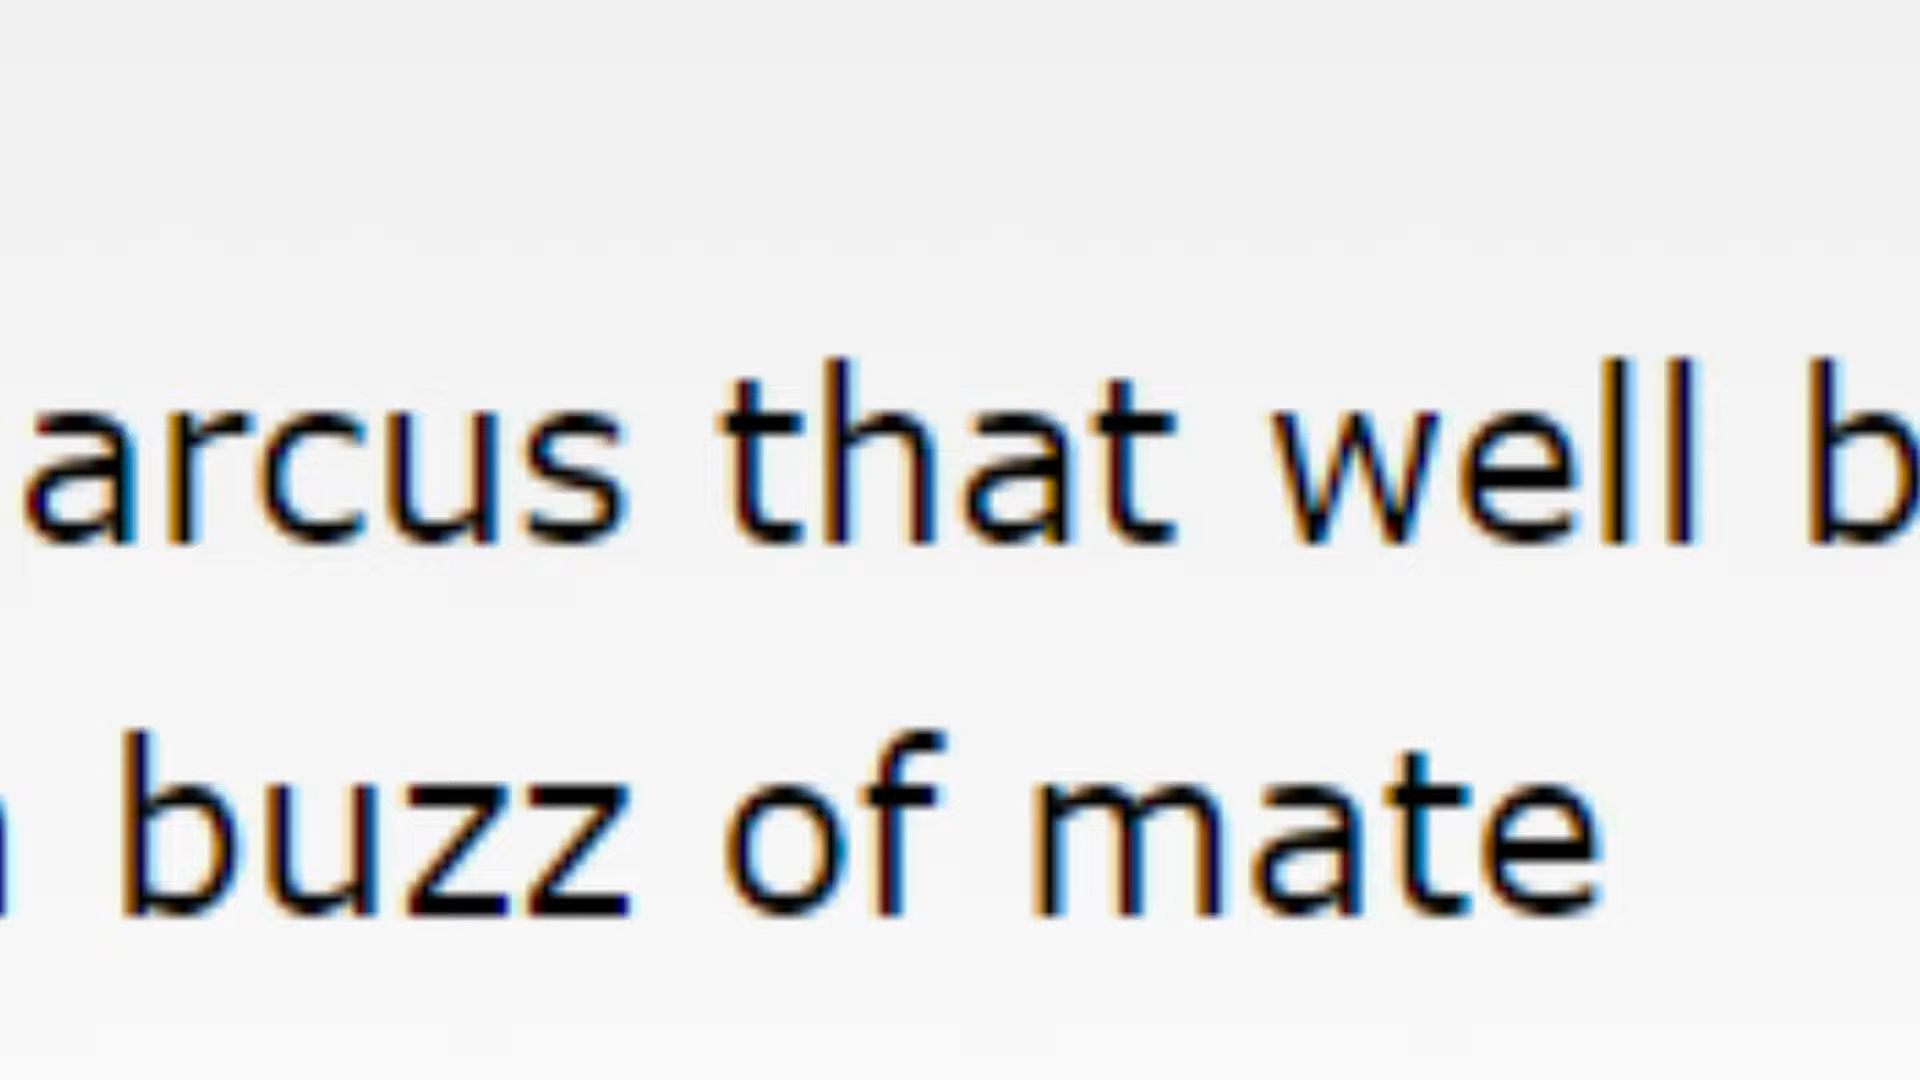 arcus that well b
buzz of mate